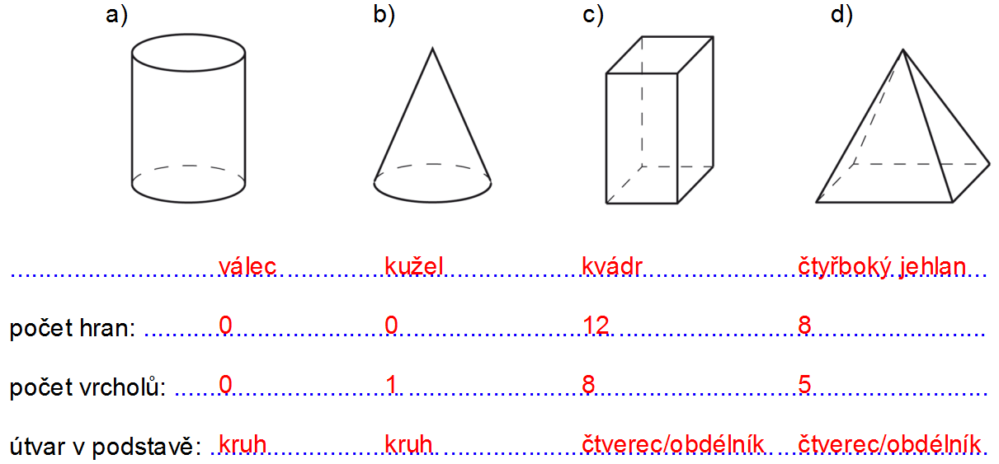 a) b) c) d)
válec kužel kvádr čtyřboký jehlan
počet hran: 0 0 12 8
počet vrcholů: 0 1 8 5
útvar v podstavě: kruh kruh čtverec/obdélník čtverec/obdélník